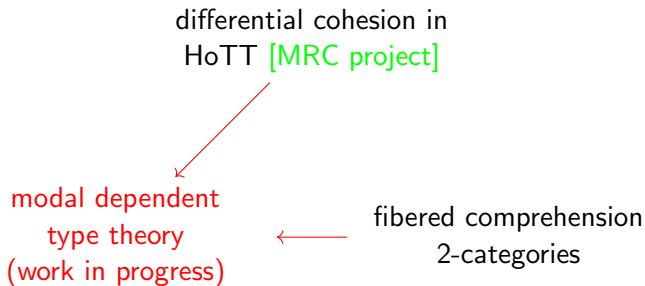 differential cohesion in
HoTT [MRC project]
modal dependent
type theory
(work in progress)
fibered comprehension
2-categories